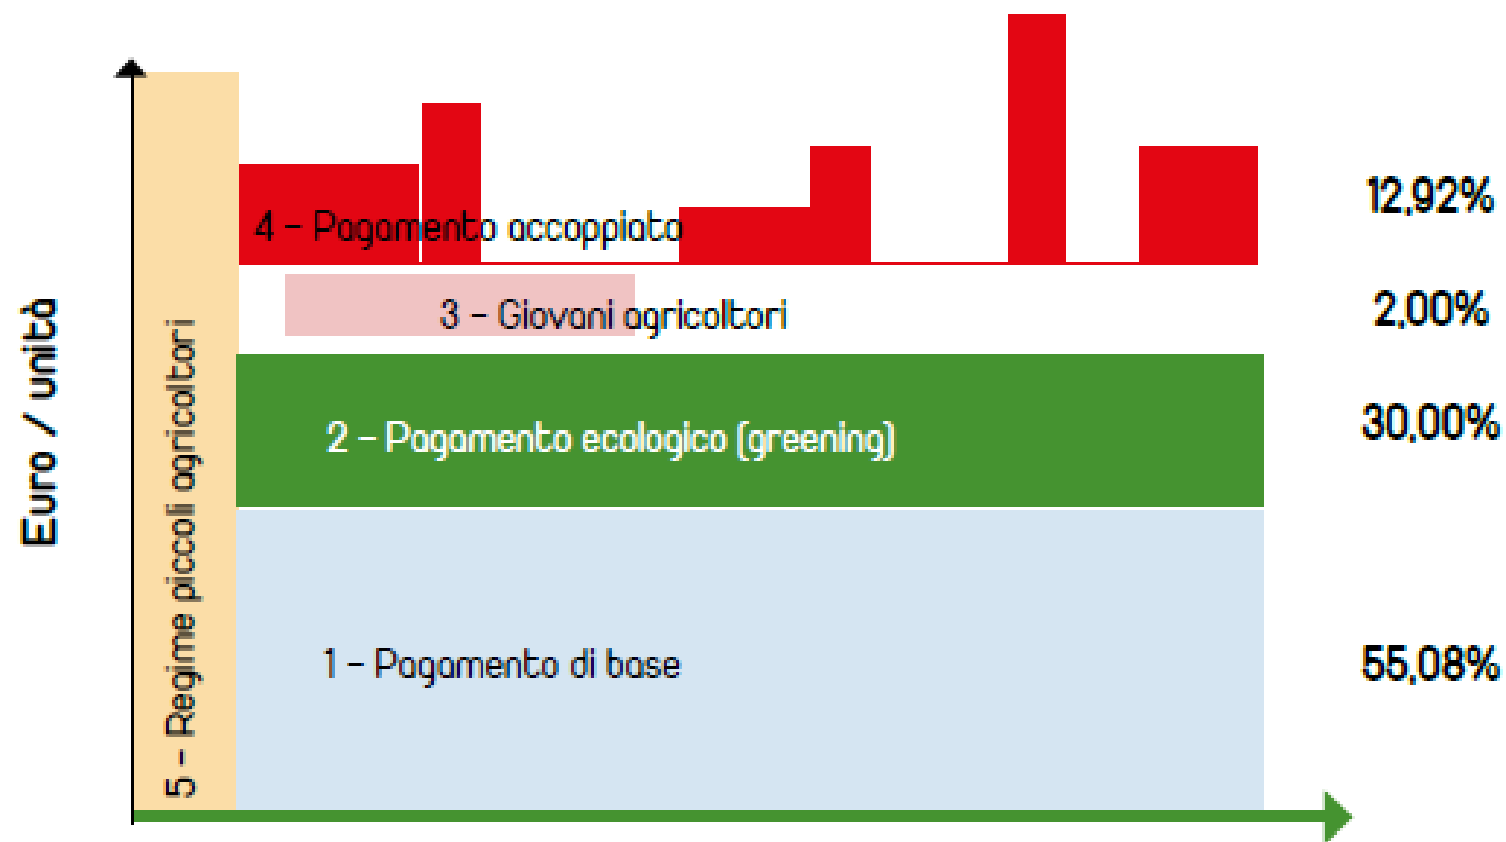 4 - Pagamento accoppiato
12,92%
3 - Giovani agricoltori
2,00%
Euro / unità
5 - Regime piccoli agricoltori
2 - Pagamento ecologico (greening)
30,00%
1 - Pagamento di base
55,08%